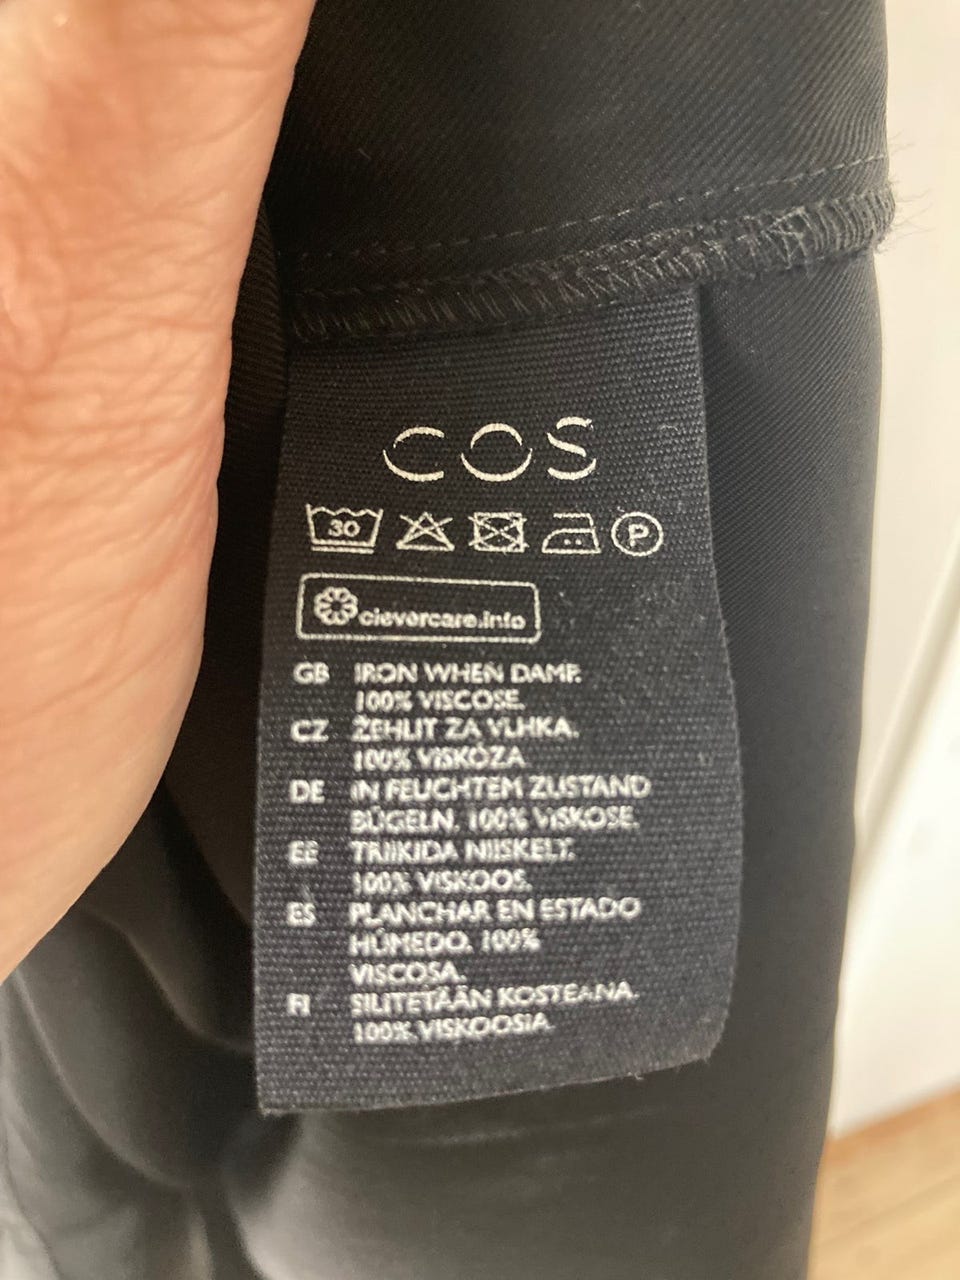 COS
30 P
clevercare.info
GB IRON WHEN DAMP.
100% VISCOSE.
CZ ŽEHLIT ZA VLHKA.
100% VISKÓZA
DE IN FEUCHTEM ZUSTAND
BÜGELN. 100% VISKOSE.
EE TRIIKIDA NIISKELT.
100% VISKOOS.
ES PLANCHAR EN ESTADO
HÚMEDO. 100%
VISCOSA.
FI SILITETÄÄN KOSTEANA.
100% VISKOOSIA